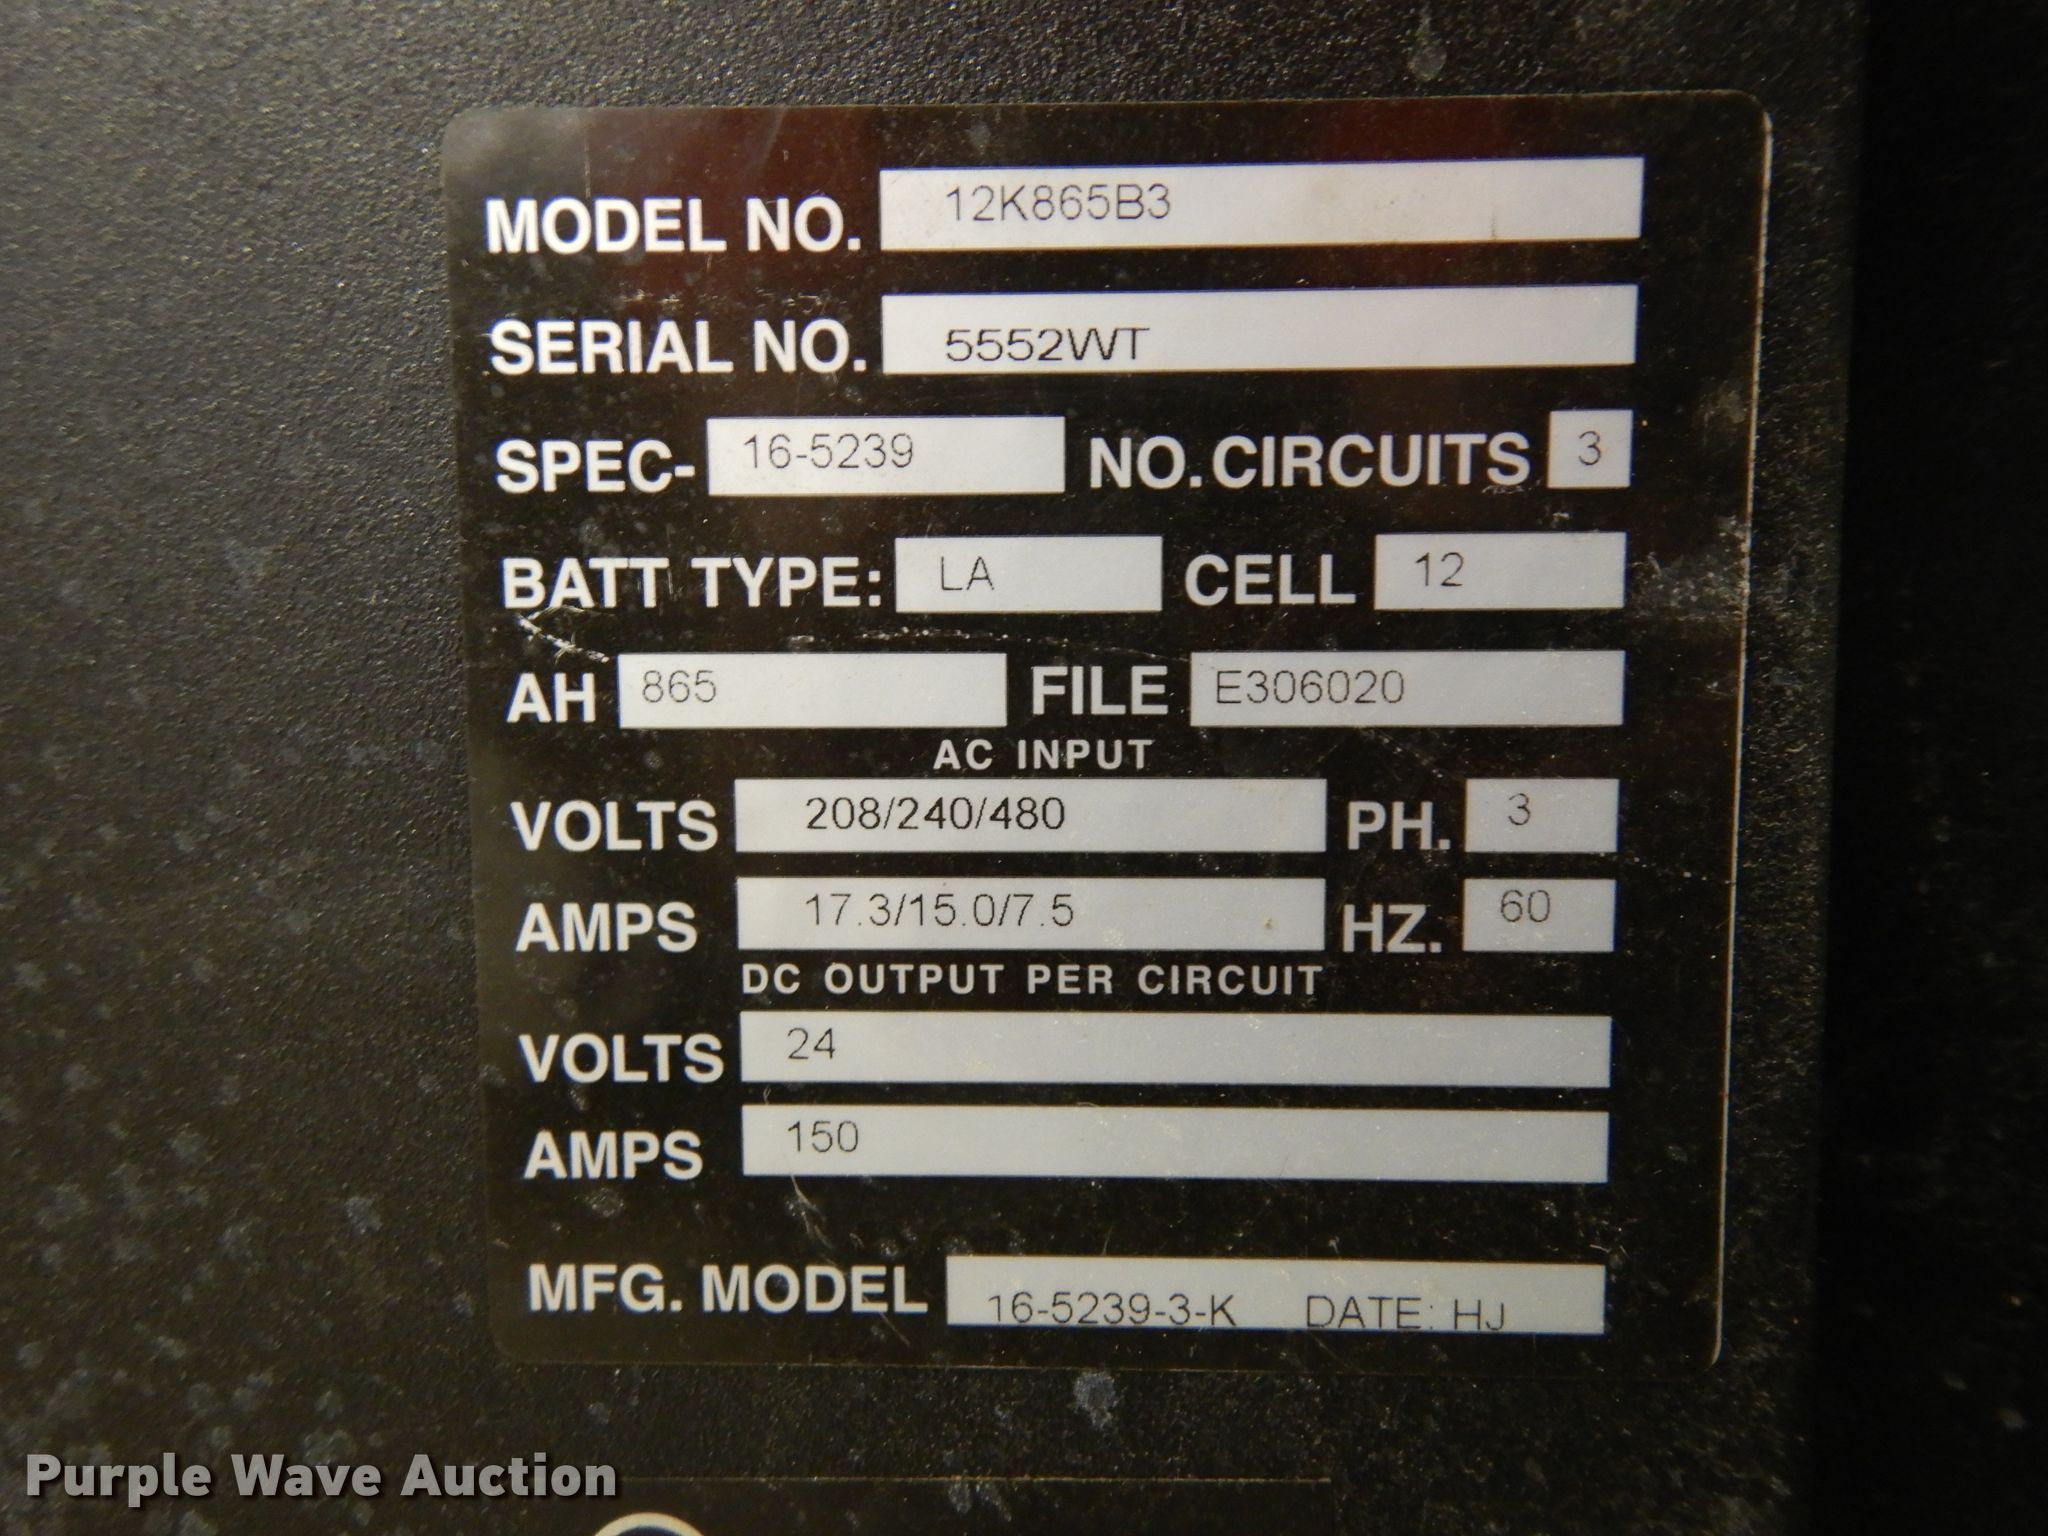 MODEL NO. 12K865B3
SERIAL NO. 5552WT
SPEC- 16-5239 NO. CIRCUITS 3
BATT TYPE: LA CELL 12
AH 865 FILE E306020
AC INPUT
VOLTS 208/240/480 PH. 3
AMPS 17.3/15.0/7.5 HZ. 60
DC OUTPUT PER CIRCUIT
VOLTS 24
AMPS 150
MFG. MODEL 16-5239-3-K DATE: HJ
Purple Wave Auction